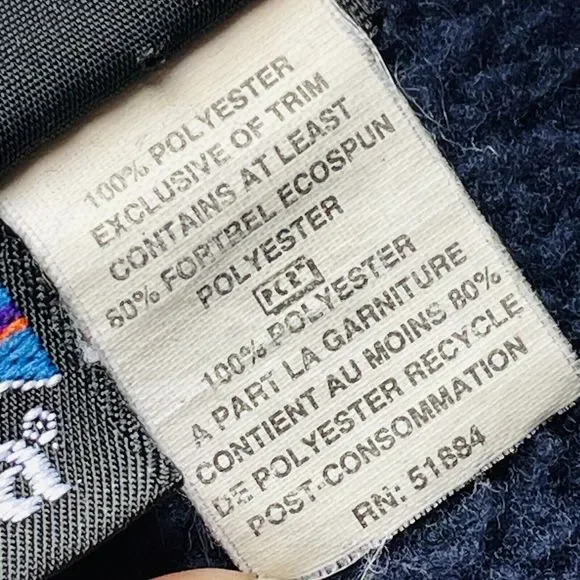 100% POLYESTER
EXCLUSIVE OF TRIM
CONTAINS AT LEAST
80% FORTREL ECOSPUN
POLYESTER
PCR*
100% POLYESTER
A PART LA GARNITURE
CONTIENT AU MOINS 80%
DE POLYESTER RECYCLE
POST-CONSOMMATION
RN: 51884
a®